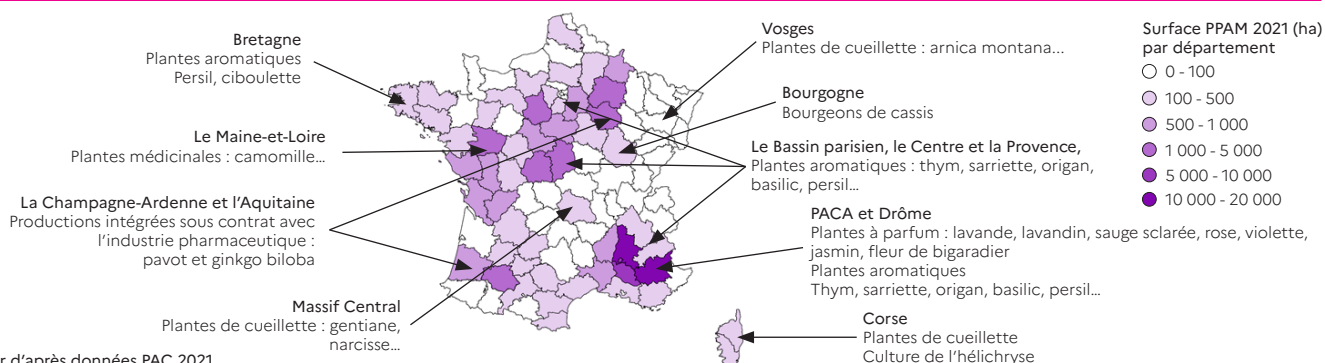 Bretagne
Plantes aromatiques
Persil, ciboulette
Le Maine-et-Loire
Plantes médicinales : camomille...
La Champagne-Ardenne et l'Aquitaine
Productions intégrées sous contrat avec
l'industrie pharmaceutique :
pavot et ginkgo biloba
Massif Central
Plantes de cueillette : gentiane,
narcisse...
Vosges
Plantes de cueillette : arnica montana...
Bourgogne
Bourgeons de cassis
Le Bassin parisien, le Centre et la Provence,
Plantes aromatiques : thym, sarriette, origan,
basilic, persil...
PACA et Drôme
Plantes à parfum : lavande, lavandin, sauge sclarée, rose, violette,
jasmin, fleur de bigaradier
Plantes aromatiques
Thym, sarriette, origan, basilic, persil...
Corse
Plantes de cueillette
Culture de l'hélichryse
Surface PPAM 2021 (ha)
par département
0 - 100
100 - 500
500 - 1 000
1 000 - 5 000
5 000 - 10 000
10 000 - 20 000
r d'après données PAC 2021